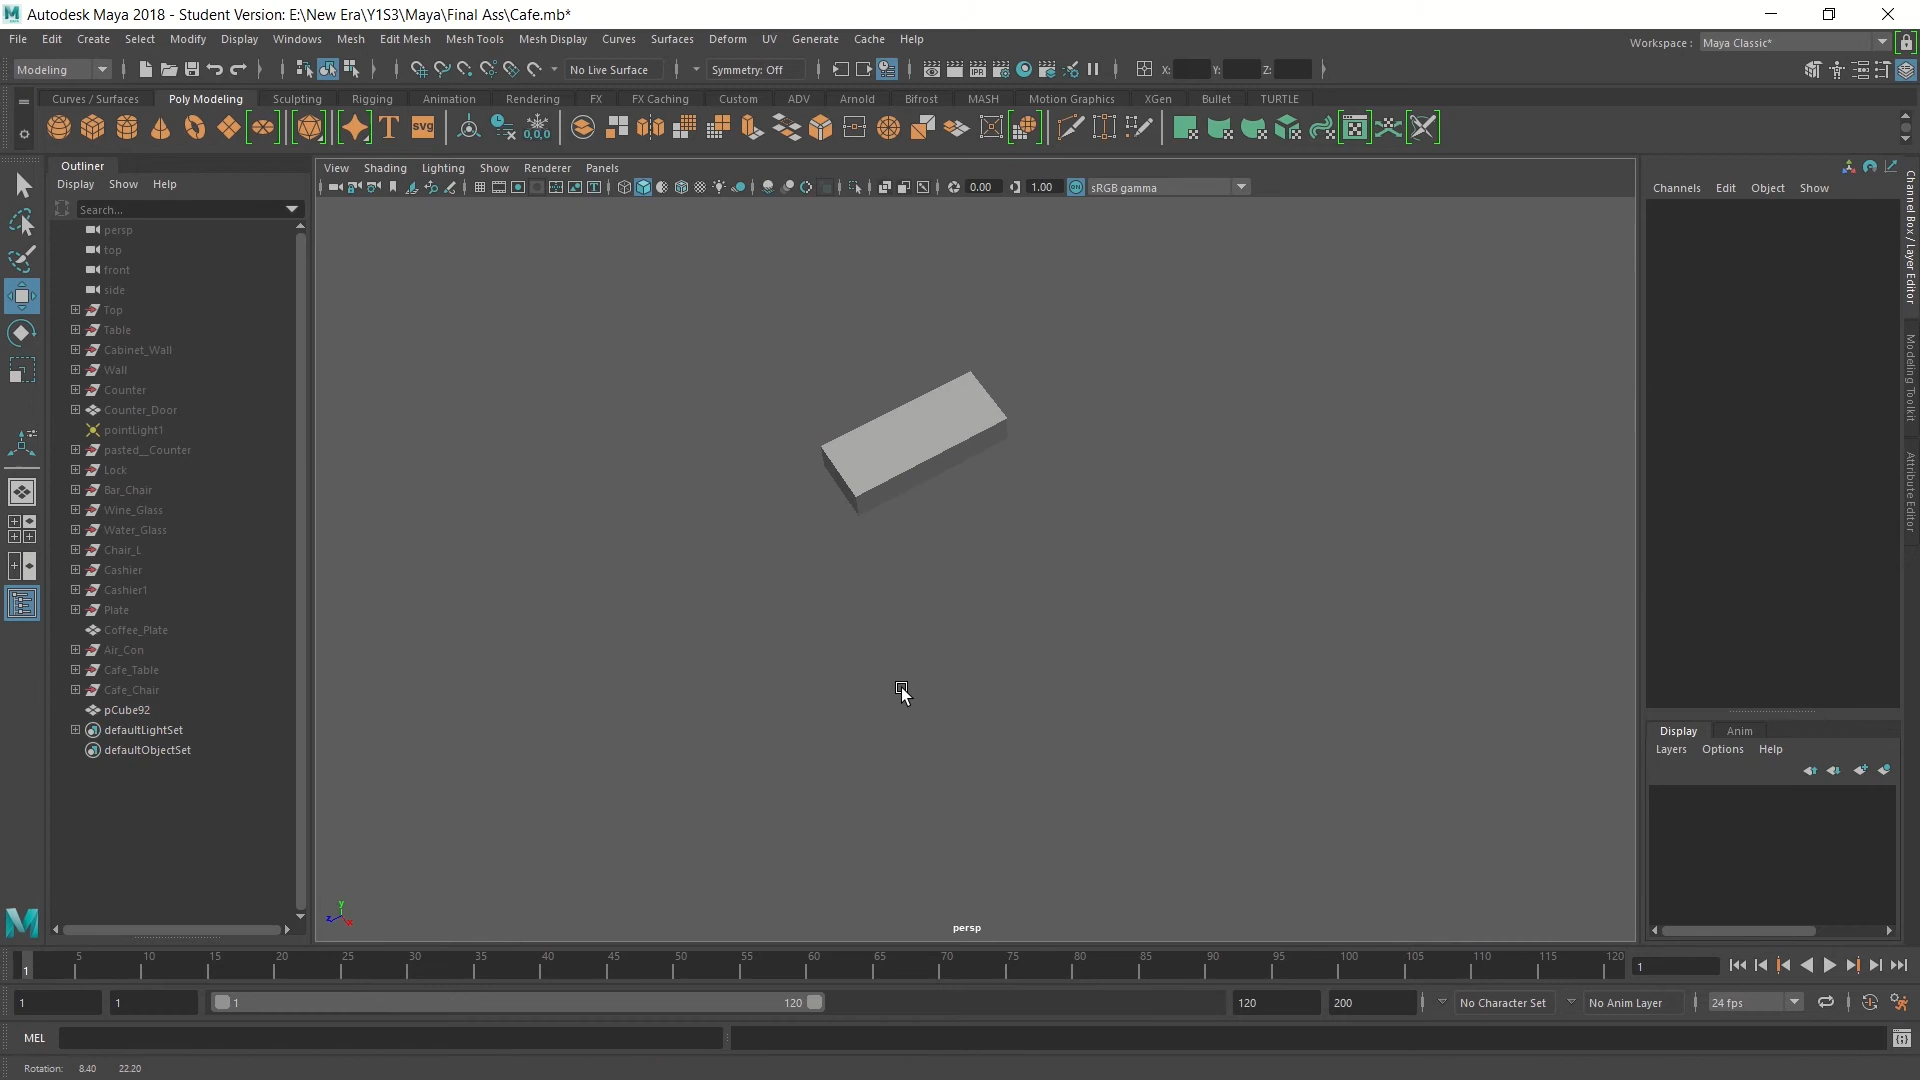 Autodesk Maya 2018 - Student Version: E:\New Era\Y1S3\Maya\Final Ass\Cafe.mb*
File Edit Create Select Modify Display Windows Mesh Edit Mesh Mesh Tools Mesh Display Curves Surfaces Deform UV Generate Cache Help
Workspace : Maya Classic*
Modeling No Live Surface Symmetry: Off X: Y: Z:
Curves / Surfaces Poly Modeling Sculpting Rigging Animation Rendering FX FX Caching Custom ADV Arnold Bifrost MASH Motion Graphics XGen Bullet TURTLE
T svg 0,0,0
Outliner
Display Show Help
Search...
persp
top
front
side
Top
Table
Cabinet_Wall
Wall
Counter
Counter_Door
pointLight1
pasted__Counter
Lock
Bar_Chair
Wine_Glass
Water_Glass
Chair_L
Cashier
Cashier1
Plate
Coffee_Plate
Air_Con
Cafe_Table
Cafe_Chair
pCube92
defaultLightSet
defaultObjectSet
View Shading Lighting Show Renderer Panels
0.00 1.00 ON sRGB gamma
y
z x
persp
Channels Edit Object Show
Channel Box / Layer Editor
Modeling Toolkit
Attribute Editor
Display Anim
Layers Options Help
1 5 10 15 20 25 30 35 40 45 50 55 60 65 70 75 80 85 90 95 100 105 110 115 120 1
1 1 1 120 120 200 No Character Set No Anim Layer 24 fps
MEL
Rotation: 8.40 22.20